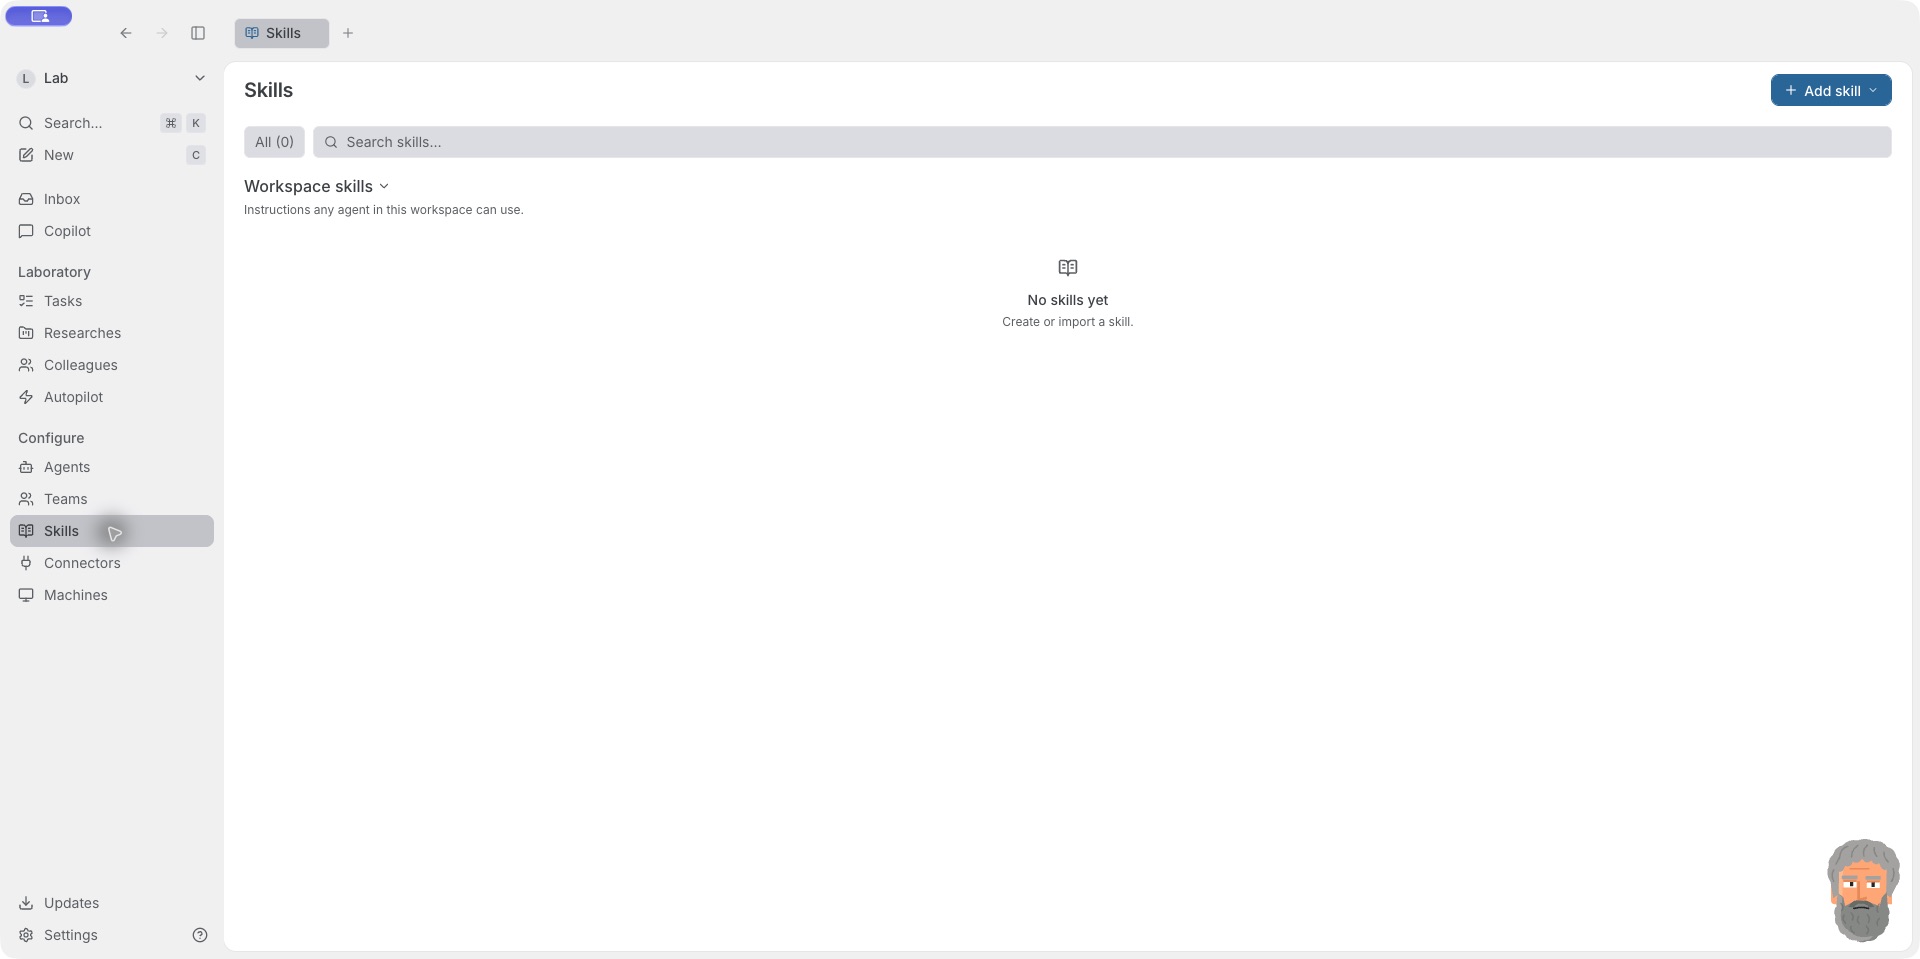 Skills
L Lab
Search... ⌘ K
New C
Inbox
Copilot
Laboratory
Tasks
Researches
Colleagues
Autopilot
Configure
Agents
Teams
Skills
Connectors
Machines
Updates
Settings
Skills
Add skill
All (0)
Search skills...
Workspace skills
Instructions any agent in this workspace can use.
No skills yet
Create or import a skill.